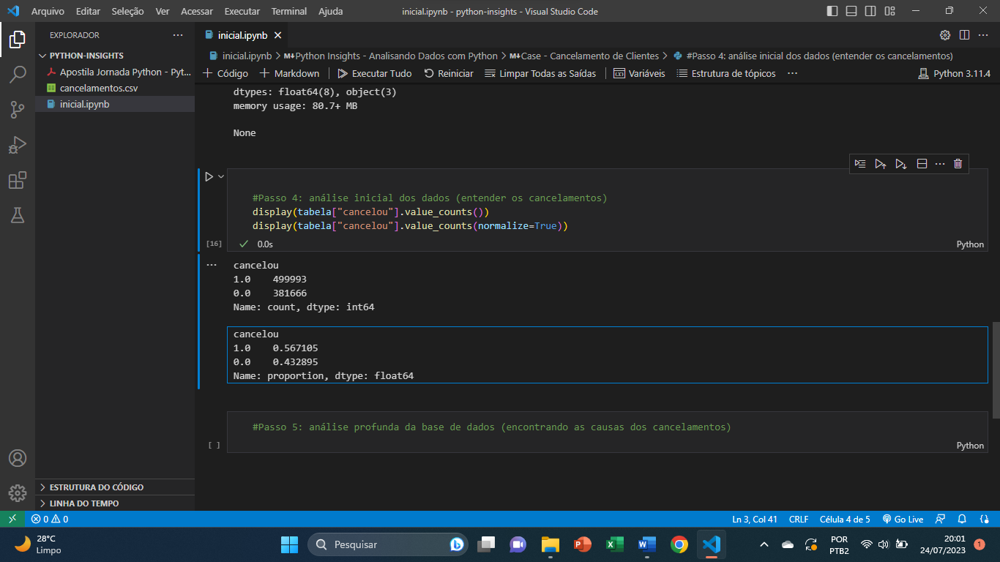 Arquivo Editar Seleção Ver Acessar Executar Terminal Ajuda inicial.ipynb - python-insights - Visual Studio Code
EXPLORADOR
PYTHON-INSIGHTS
Apostila Jornada Python - Pyt...
cancelamentos.csv
inicial.ipynb
ESTRUTURA DO CÓDIGO
LINHA DO TEMPO
inicial.ipynb
inicial.ipynb > M↓Python Insights - Analisando Dados com Python > M↓Case - Cancelamento de Clientes > #Passo 4: análise inicial dos dados (entender os cancelamentos)
+ Código + Markdown Executar Tudo Reiniciar Limpar Todas as Saídas Variáveis Estrutura de tópicos ... Python 3.11.4
dtypes: float64(8), object(3)
memory usage: 80.7+ MB
None
#Passo 4: análise inicial dos dados (entender os cancelamentos)
display(tabela["cancelou"].value_counts())
display(tabela["cancelou"].value_counts(normalize=True))
[16] 0.0s Python
cancelou
1.0 499993
0.0 381666
Name: count, dtype: int64
cancelou
1.0 0.567105
0.0 0.432895
Name: proportion, dtype: float64
#Passo 5: análise profunda da base de dados (encontrando as causas dos cancelamentos)
[ ] Python
0 0 Ln 3, Col 41 CRLF Célula 4 de 5 Go Live
28°C
Limpo
Pesquisar
POR
PTB2
20:01
24/07/2023
1